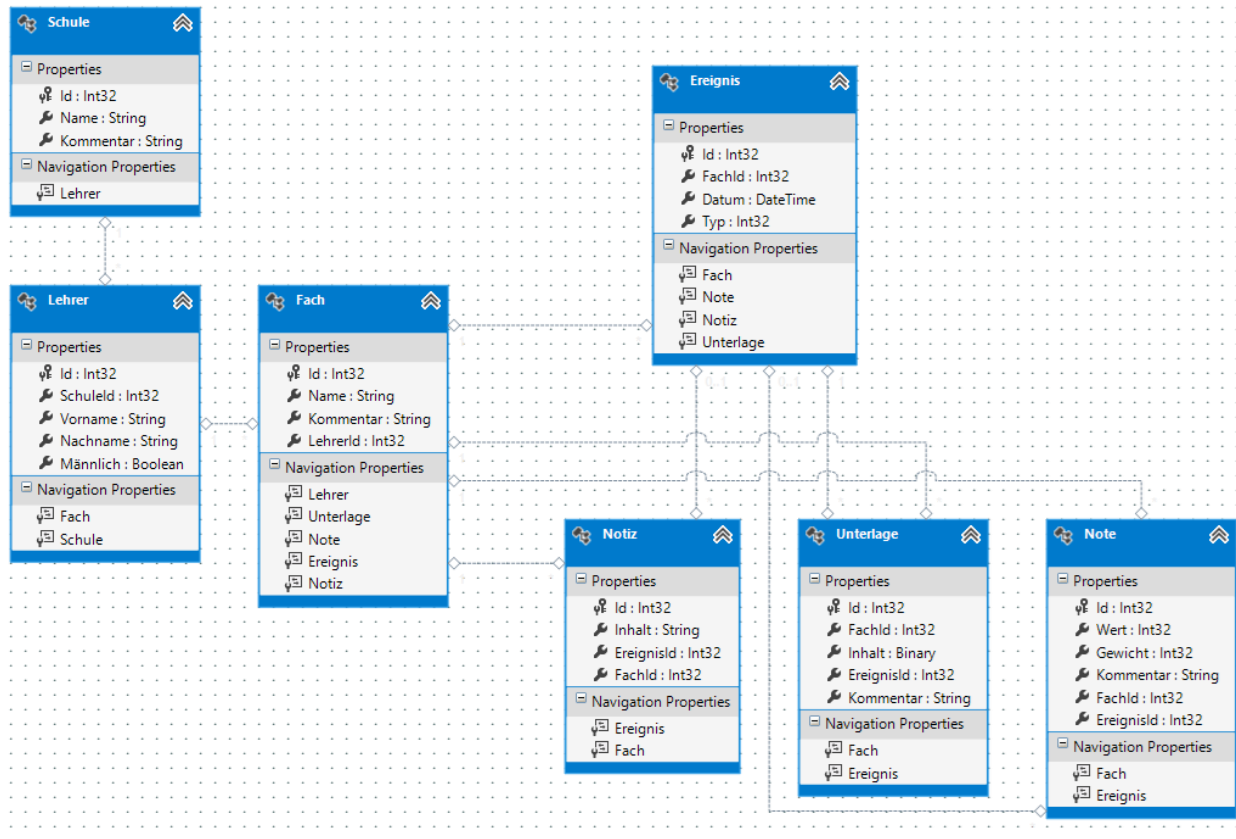 Schule
Properties
Id : Int32
Name : String
Kommentar : String
Navigation Properties
Lehrer
Ereignis
Properties
Id : Int32
FachId : Int32
Datum : DateTime
Typ : Int32
Navigation Properties
Fach
Note
Notiz
Unterlage
Lehrer
Properties
Id : Int32
SchuleId : Int32
Vorname : String
Nachname : String
Männlich : Boolean
Navigation Properties
Fach
Schule
Fach
Properties
Id : Int32
Name : String
Kommentar : String
LehrerId : Int32
Navigation Properties
Lehrer
Unterlage
Note
Ereignis
Notiz
0..1
0..1
1
Notiz
Properties
Id : Int32
Inhalt : String
EreignisId : Int32
FachId : Int32
Navigation Properties
Ereignis
Fach
Unterlage
Properties
Id : Int32
FachId : Int32
Inhalt : Binary
EreignisId : Int32
Kommentar : String
Navigation Properties
Fach
Ereignis
Note
Properties
Id : Int32
Wert : Int32
Gewicht : Int32
Kommentar : String
FachId : Int32
EreignisId : Int32
Navigation Properties
Fach
Ereignis